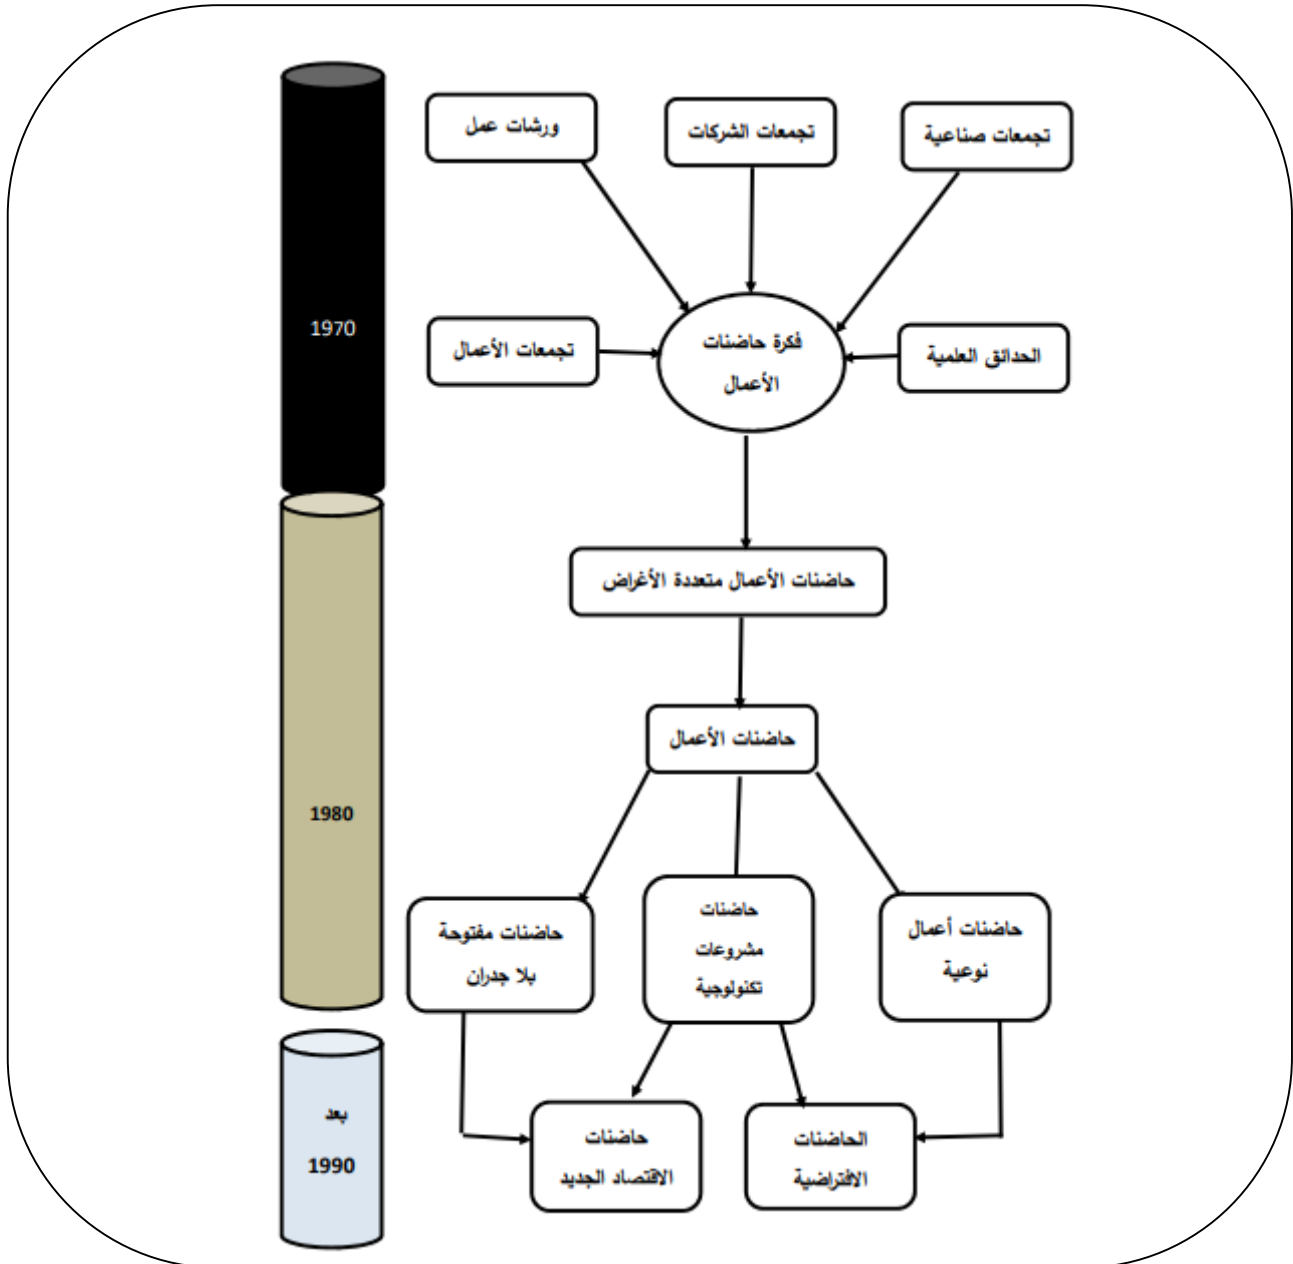 تجمعات صناعية
تجمعات الشركات
ورشات عمل
1970
الحدائق العلمية
فكرة حاضنات
الأعمال
تجمعات الأعمال
حاضنات الأعمال متعددة الأغراض
حاضنات الأعمال
1980
حاضنات أعمال
نوعية
حاضنات
مشروعات
تكنولوجية
حاضنات مفتوحة
بلا جدران
بعد
1990
الحاضنات
الافتراضية
حاضنات
الاقتصاد الجديد